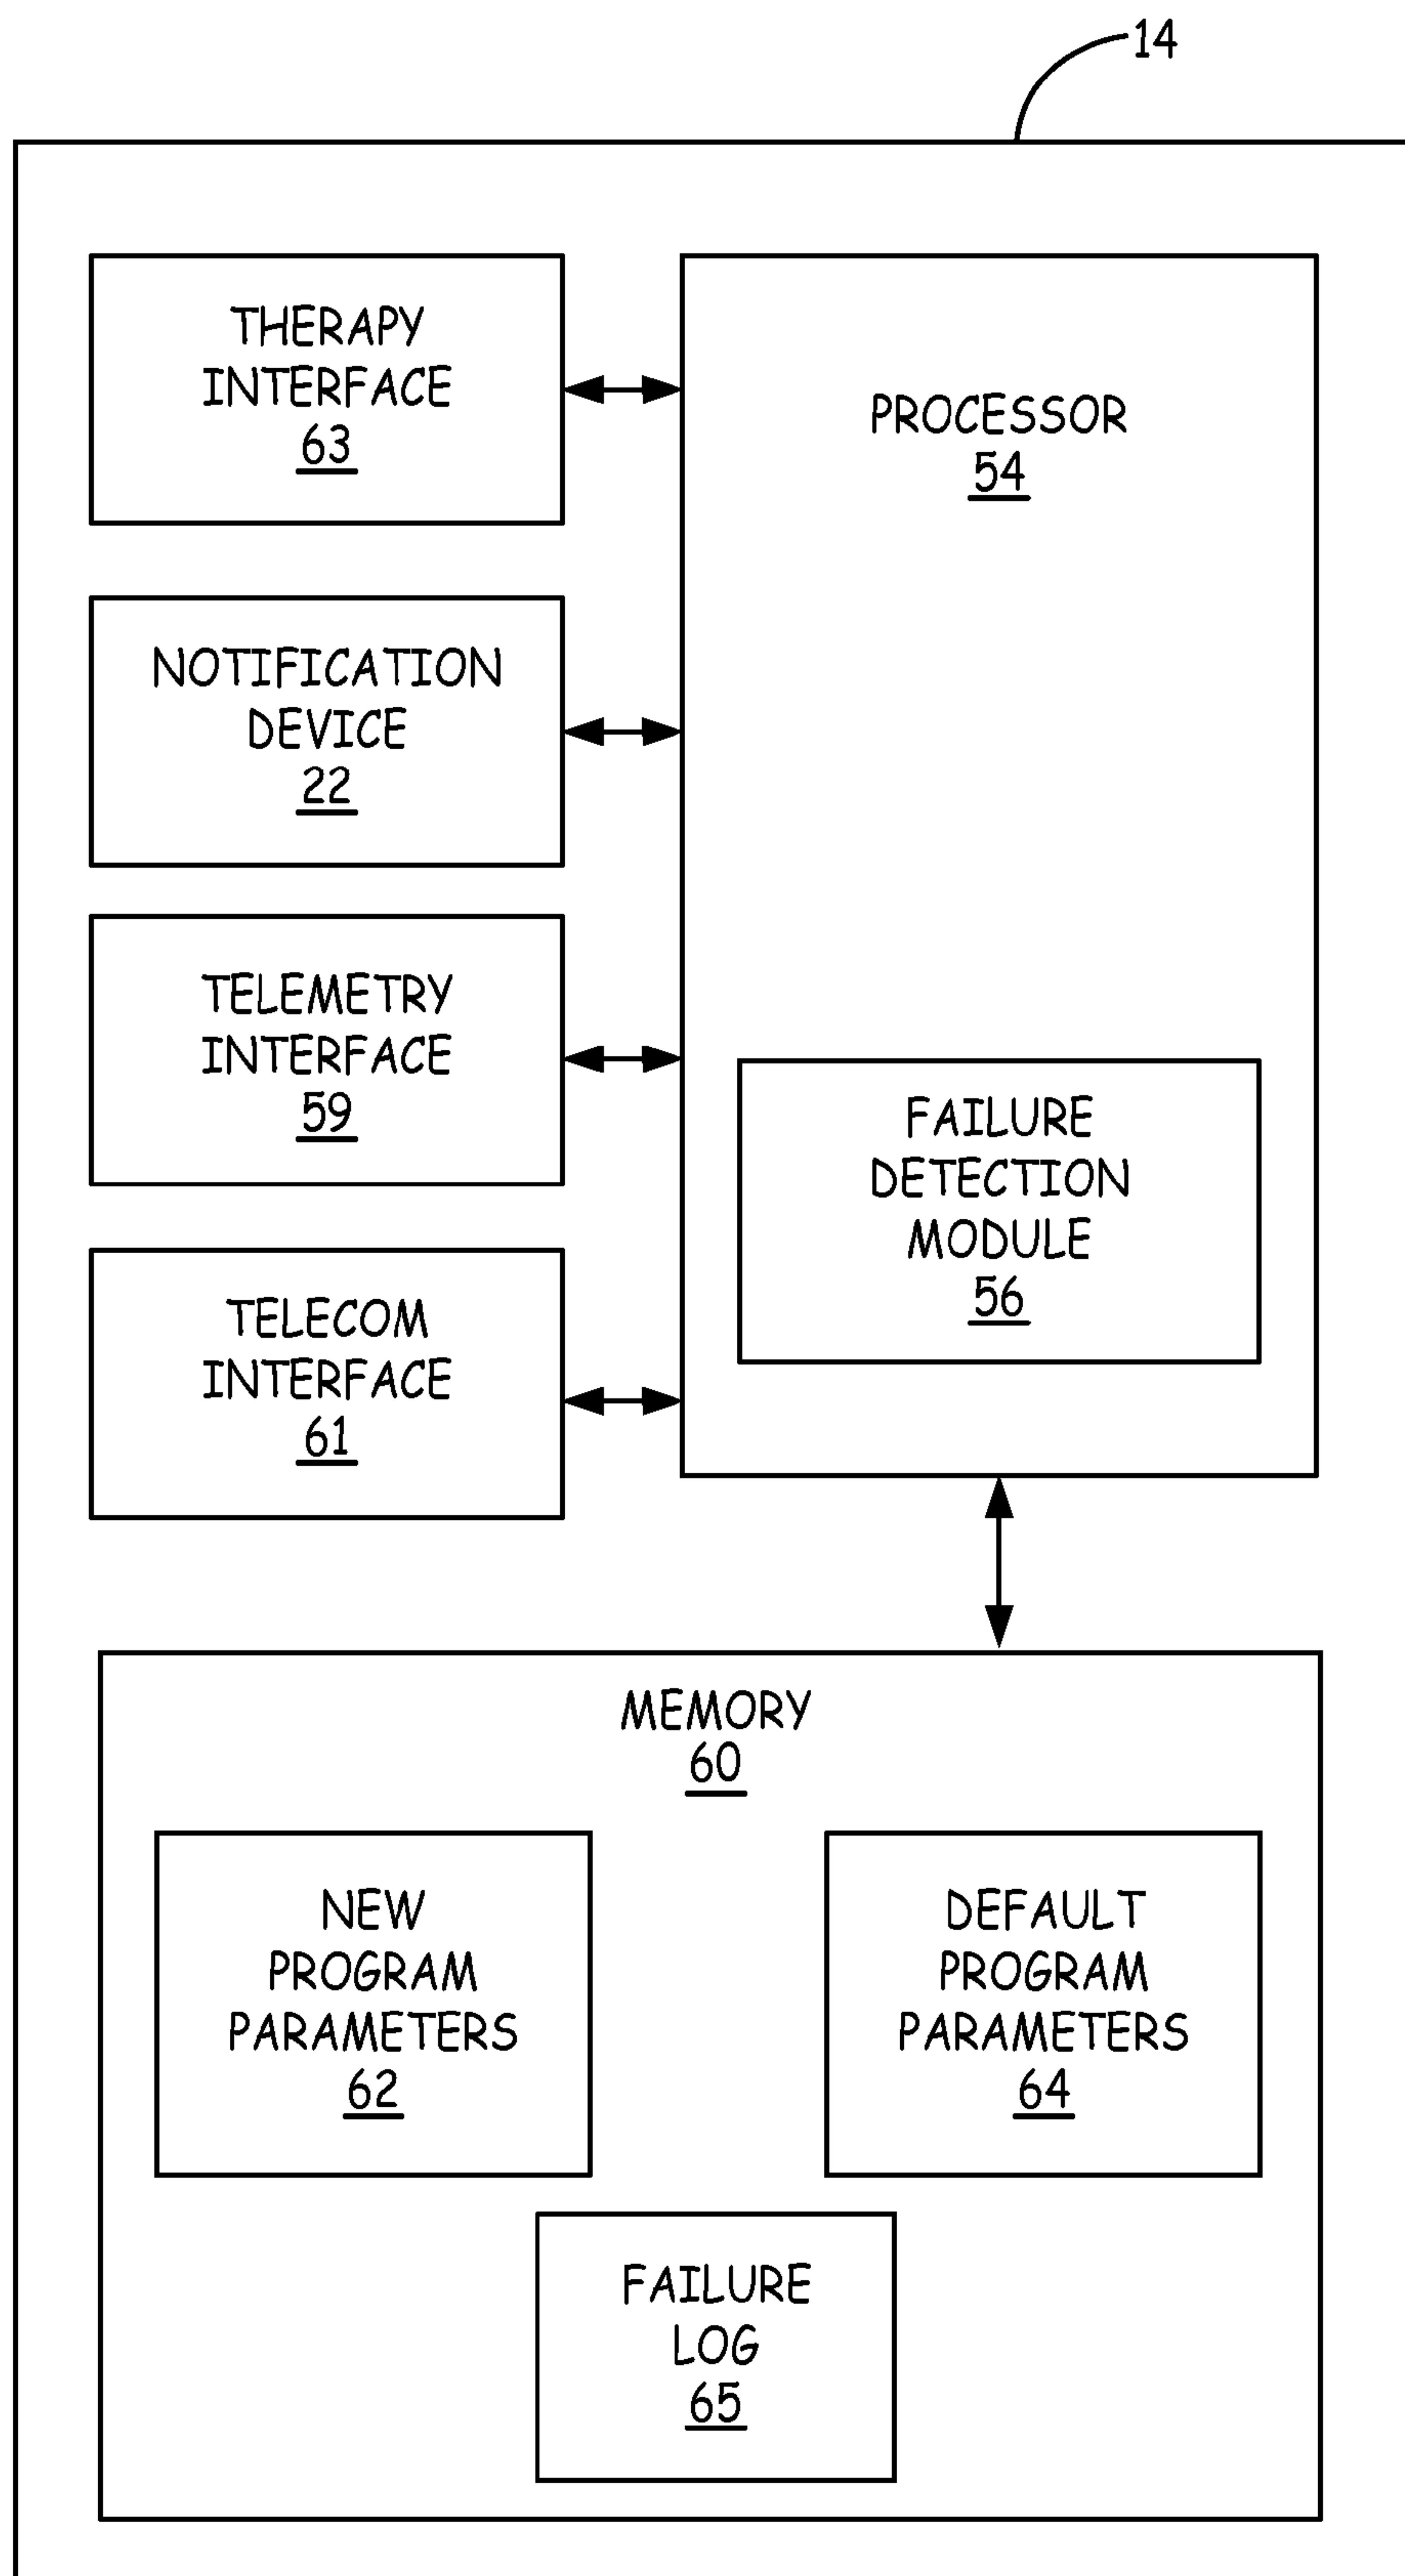 14
THERAPY
INTERFACE
63
PROCESSOR
54
NOTIFICATION
DEVICE
22
TELEMETRY
INTERFACE
59
FAILURE
DETECTION
MODULE
56
TELECOM
INTERFACE
61
MEMORY
60
NEW
PROGRAM
PARAMETERS
62
DEFAULT
PROGRAM
PARAMETERS
64
FAILURE
LOG
65